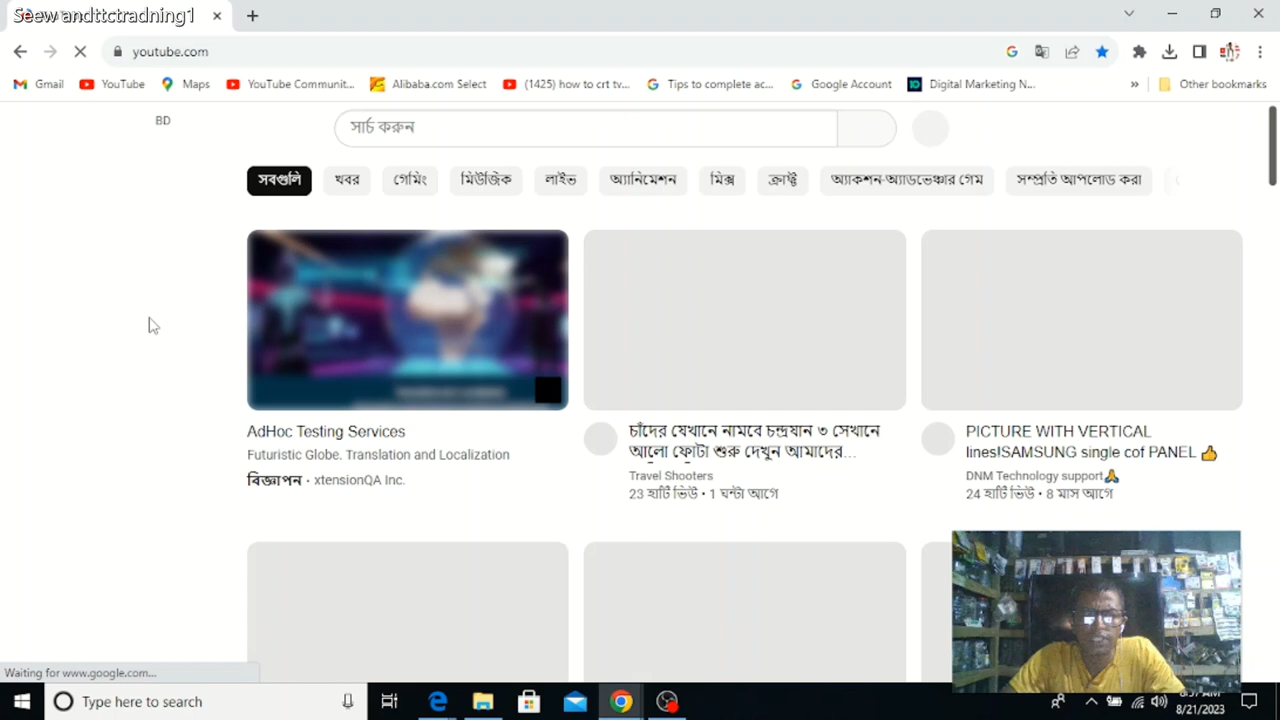 Seew andttctradning1
youtube.com
Gmail
YouTube
Maps
YouTube Communit...
Alibaba.com Select
(1425) how to crt tv...
Tips to complete ac...
Google Account
Digital Marketing N...
Other bookmarks
BD
সার্চ করুন
সবগুলি
খবর
গেমিং
মিউজিক
লাইভ
অ্যানিমেশন
মিক্স
ক্রাফ্ট
অ্যাকশন-অ্যাডভেঞ্চার গেম
সম্প্রতি আপলোড করা
AdHoc Testing Services
Futuristic Globe. Translation and Localization
বিজ্ঞাপন • xtensionQA Inc.
চাঁদের যেখানে নামবে চন্দ্রযান ৩ সেখানে
আলো ফোটা শুরু দেখুন আমাদের...
Travel Shooters
23 হাটি ভিউ • 1 ঘন্টা আগে
PICTURE WITH VERTICAL
lines!SAMSUNG single cof PANEL 👍
DNM Technology support🙏
24 হাটি ভিউ • 8 মাস আগে
Waiting for www.google.com...
Type here to search
8/21/2023